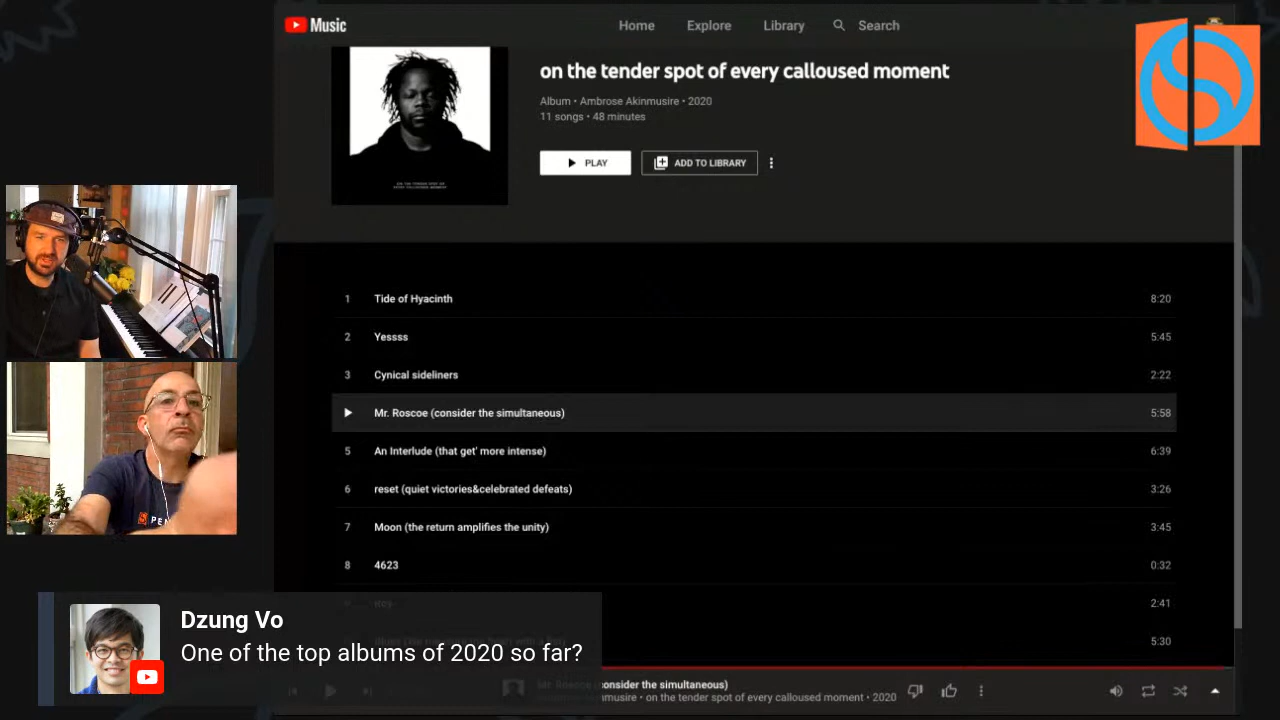 Music
Home Explore Library Search
on the tender spot of every calloused moment
Album • Ambrose Akinmusire • 2020
11 songs • 48 minutes
PLAY ADD TO LIBRARY
1 Tide of Hyacinth 8:20
2 Yessss 5:45
3 Cynical sideliners 2:22
Mr. Roscoe (consider the simultaneous) 5:58
5 An Interlude (that get' more intense) 6:39
6 reset (quiet victories&celebrated defeats) 3:26
7 Moon (the return amplifies the unity) 3:45
8 4623 0:32
2:41
5:30
Dzung Vo
One of the top albums of 2020 so far?
Mr. Roscoe (consider the simultaneous)
• on the tender spot of every calloused moment • 2020